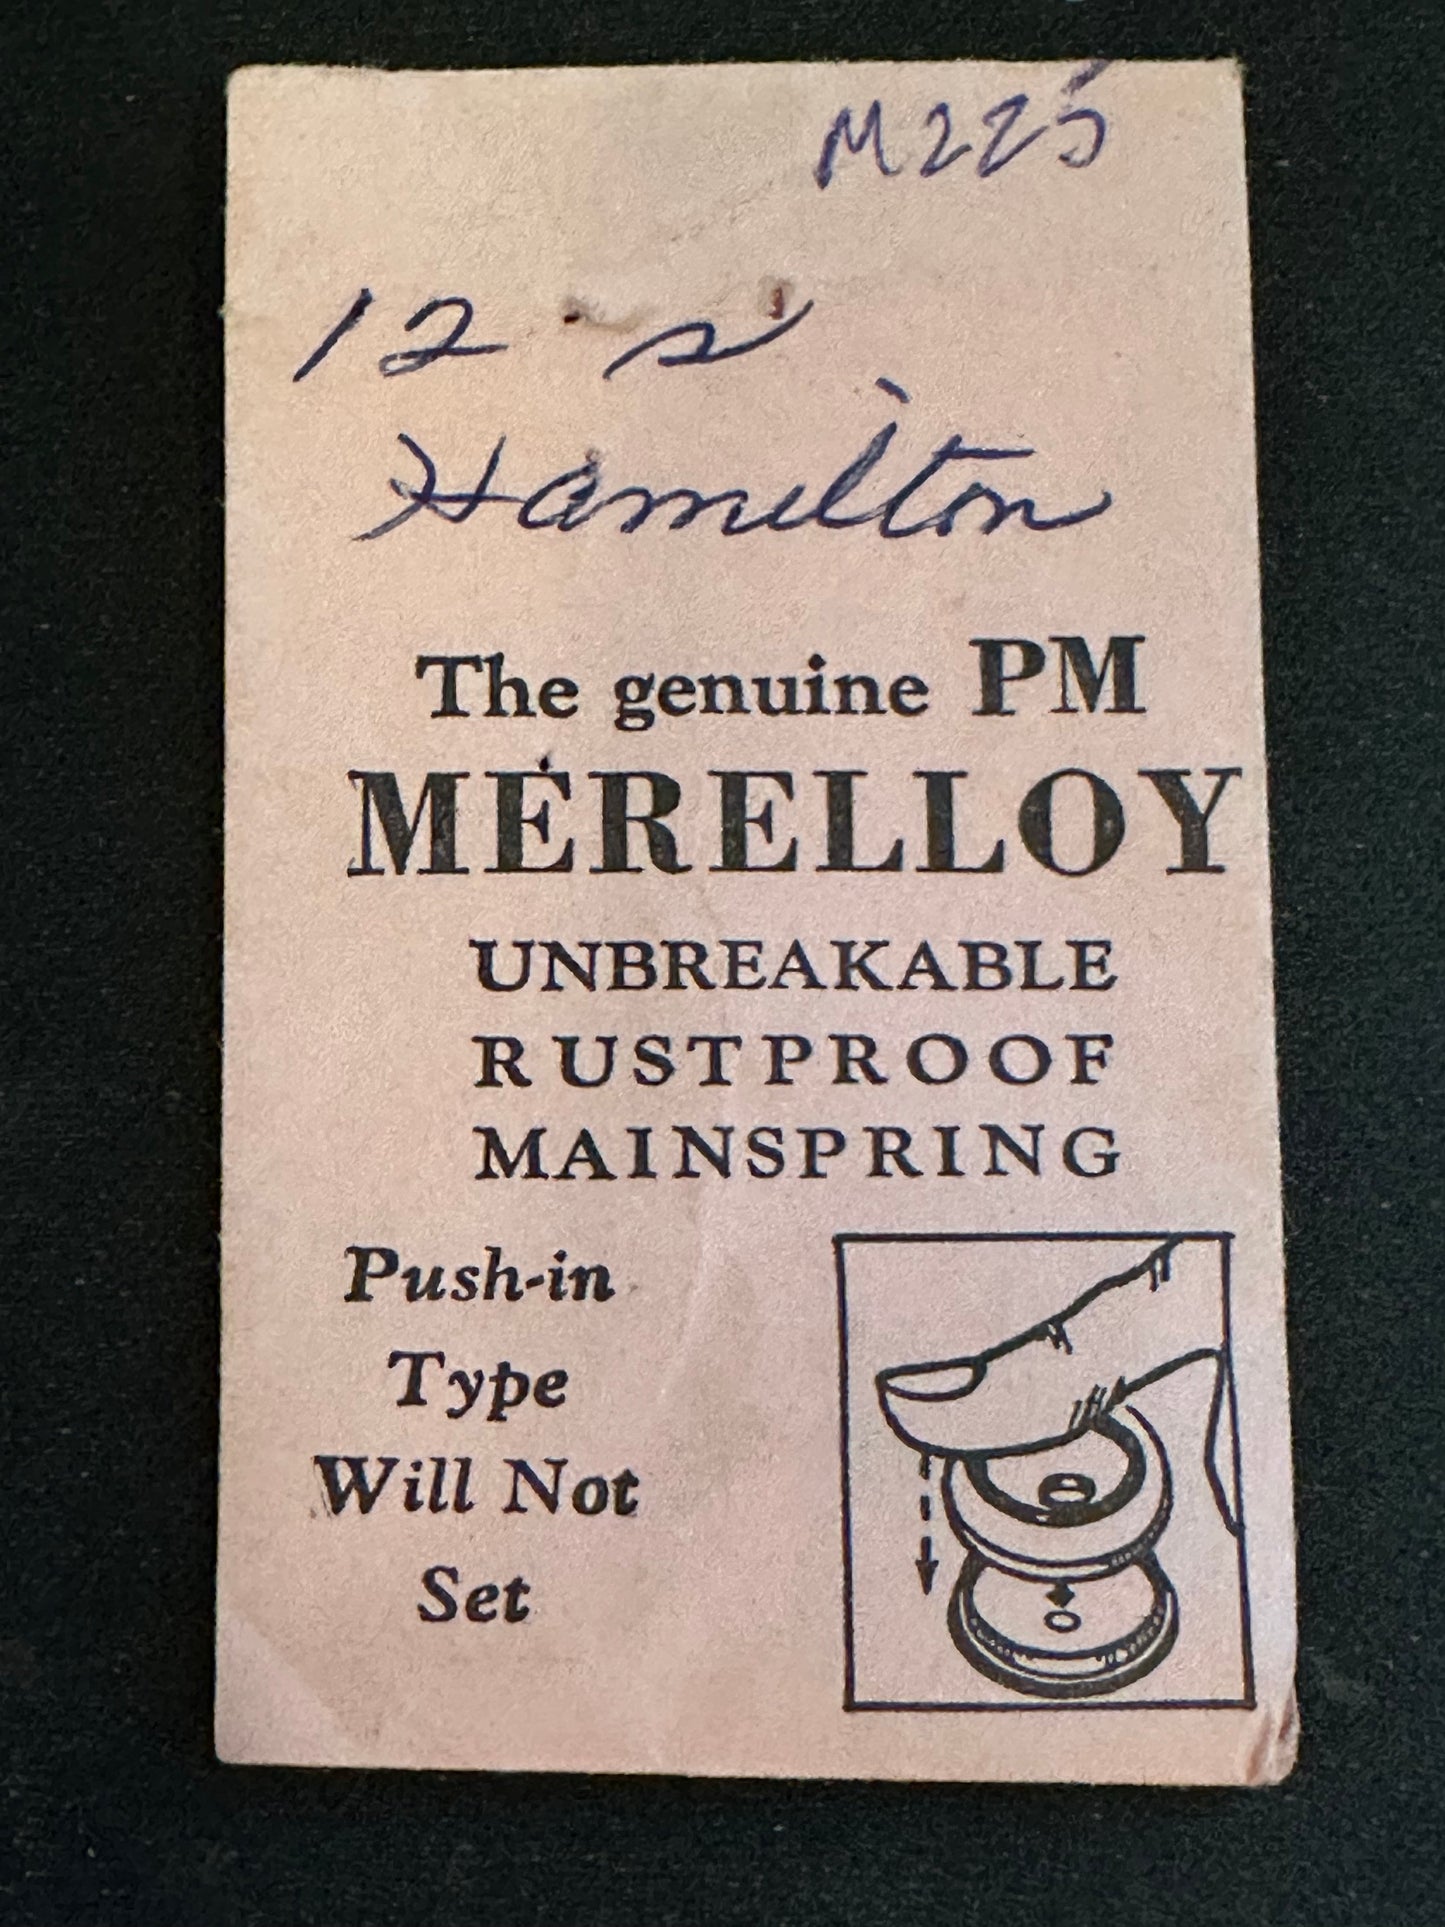 M225
12 s
Hamilton
The genuine PM
MERELLOY
UNBREAKABLE
RUSTPROOF
MAINSPRING
Push-in
Type
Will Not
Set